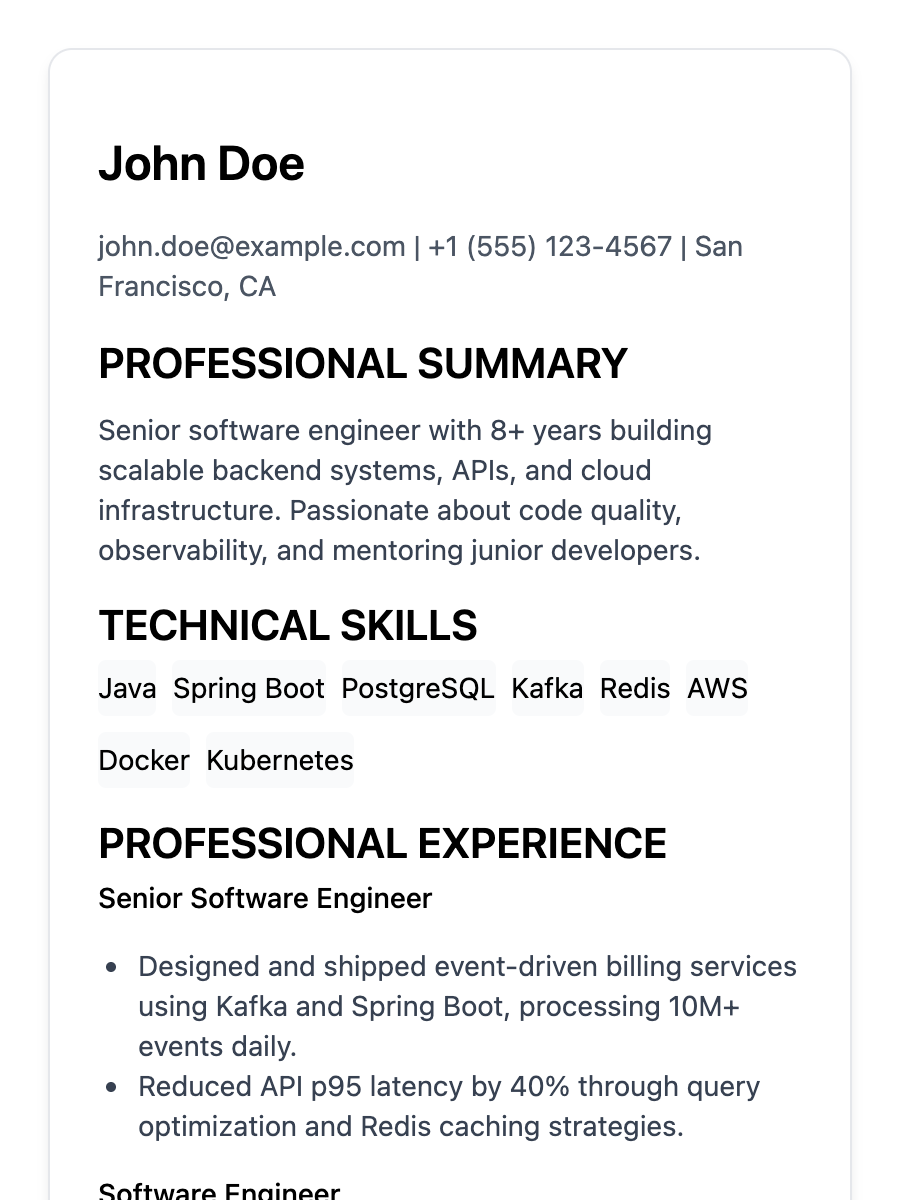 John Doe
john.doe@example.com | +1 (555) 123-4567 | San
Francisco, CA
PROFESSIONAL SUMMARY
Senior software engineer with 8+ years building
scalable backend systems, APIs, and cloud
infrastructure. Passionate about code quality,
observability, and mentoring junior developers.
TECHNICAL SKILLS
Java Spring Boot PostgreSQL Kafka Redis AWS
Docker Kubernetes
PROFESSIONAL EXPERIENCE
Senior Software Engineer
• Designed and shipped event-driven billing services
using Kafka and Spring Boot, processing 10M+
events daily.
• Reduced API p95 latency by 40% through query
optimization and Redis caching strategies.
Software Engineer